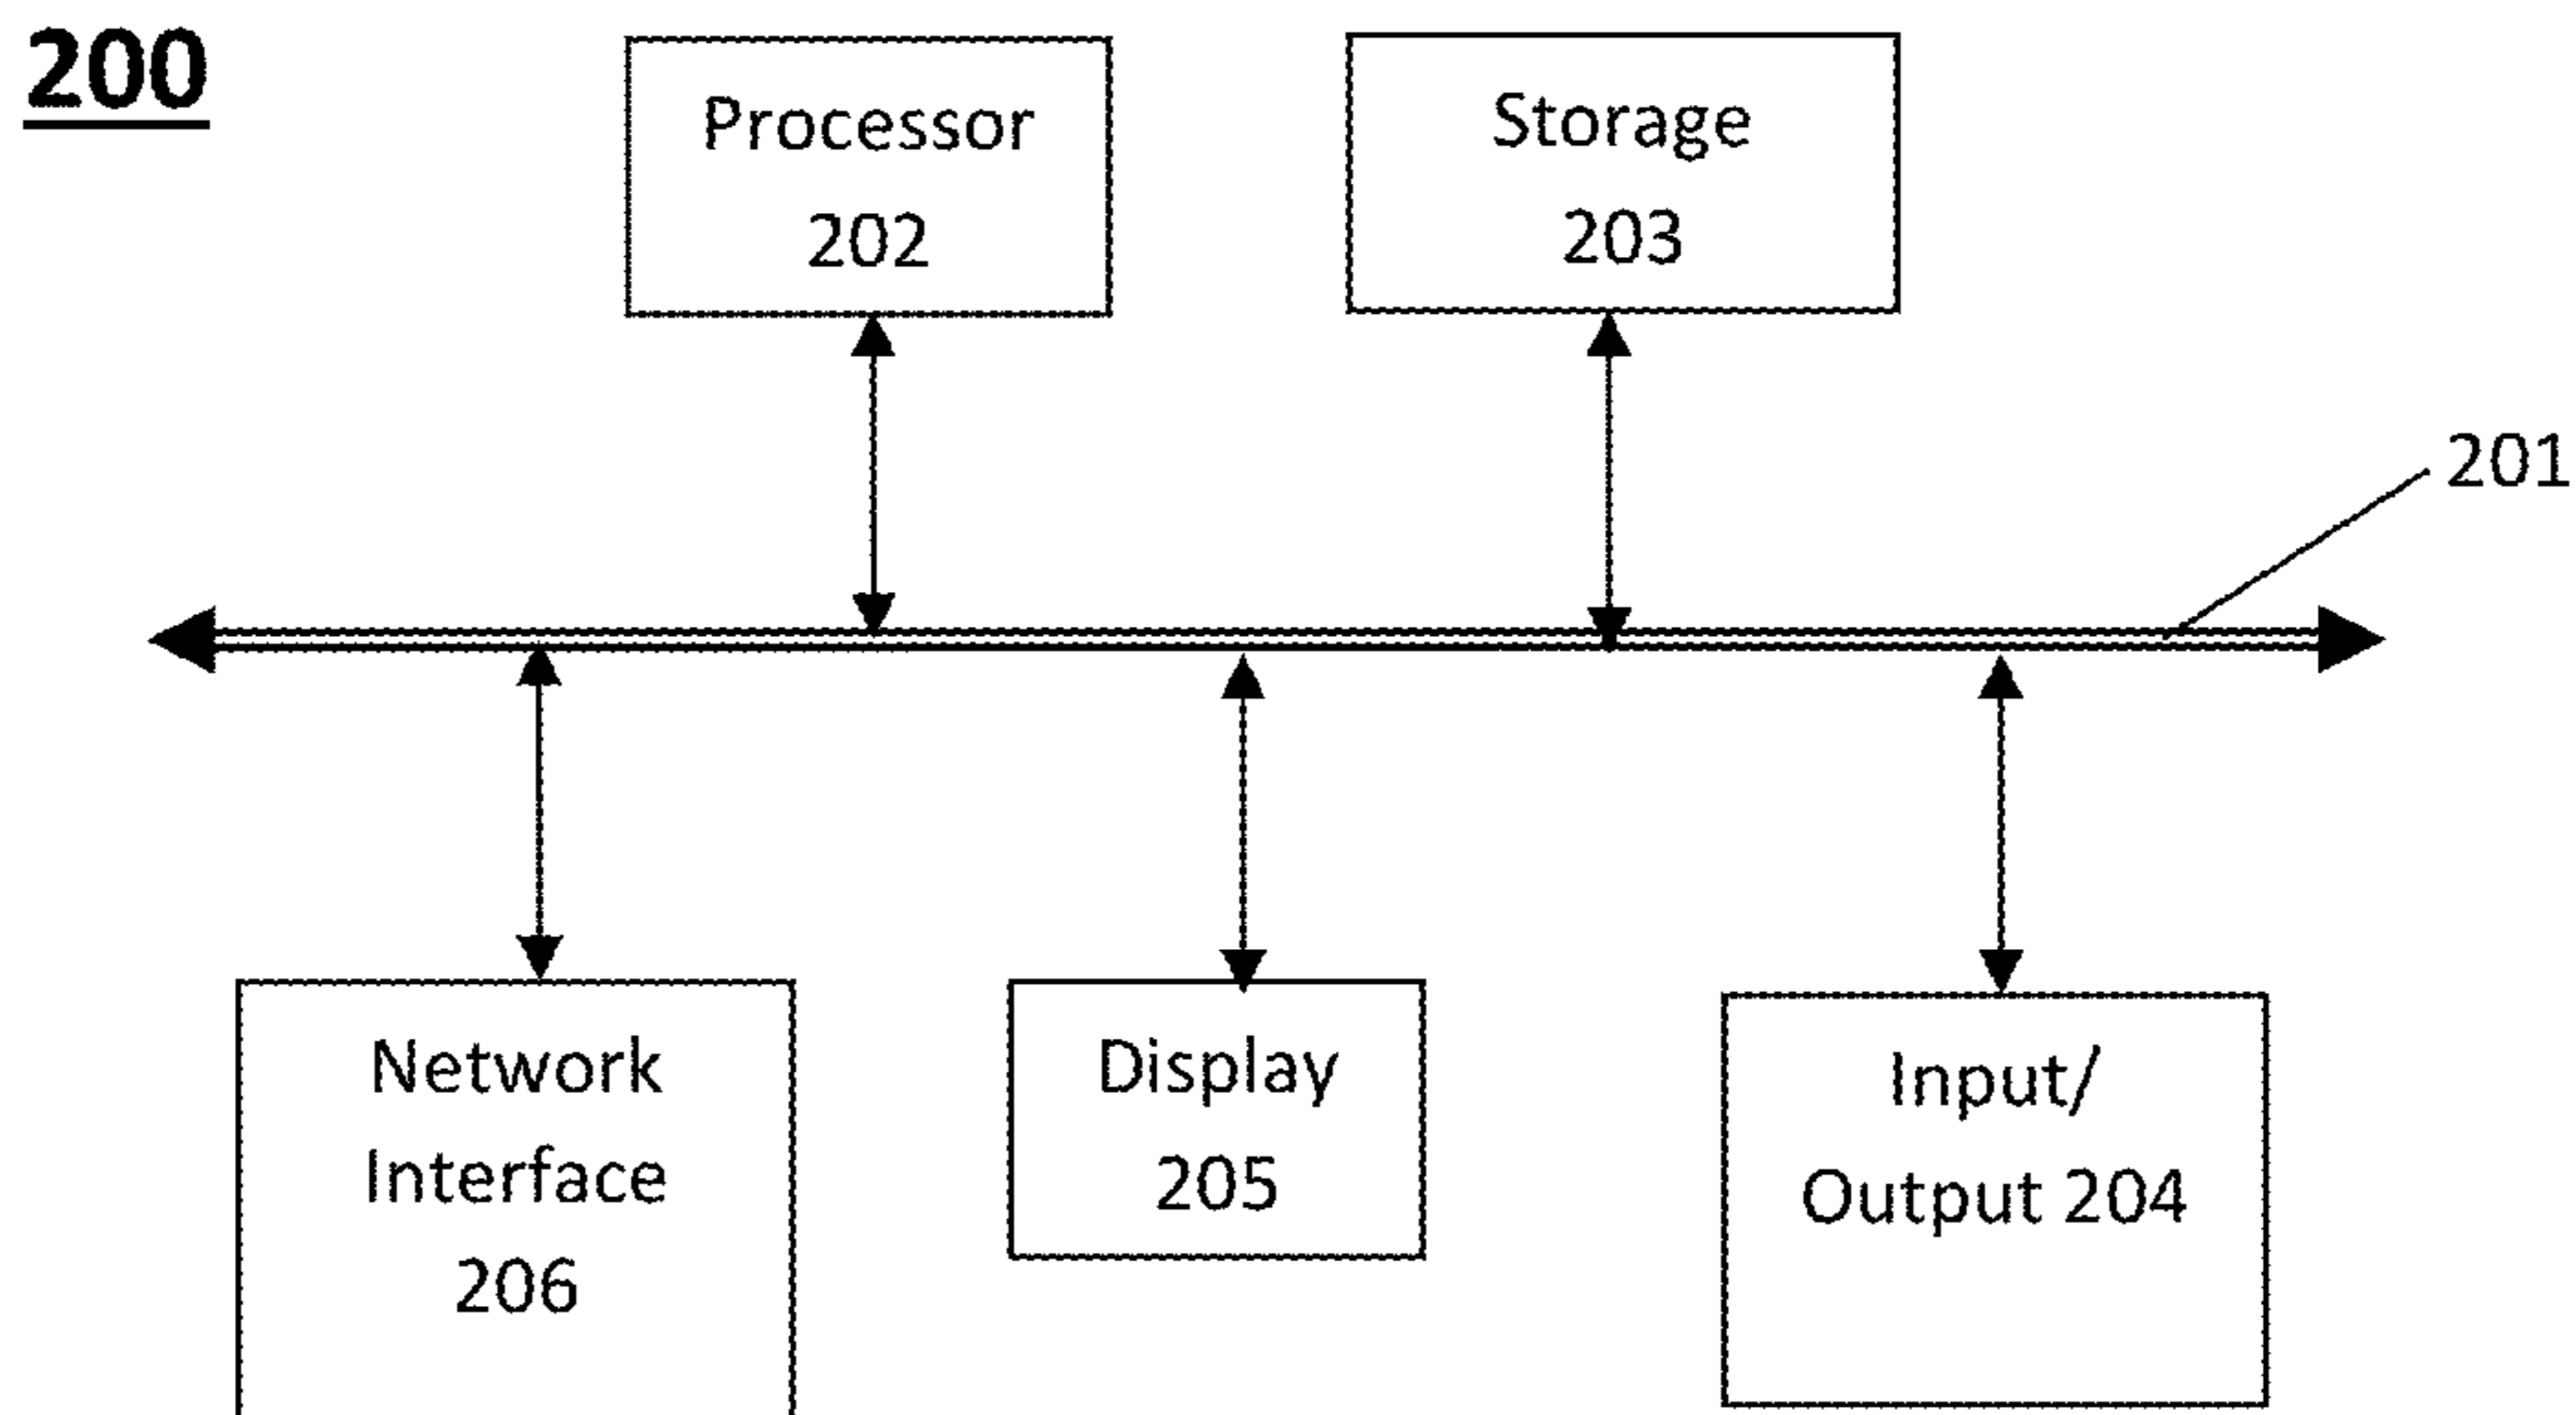 200
Processor
202
Storage
203
201
Network
Interface
206
Display
205
Input/
Output 204